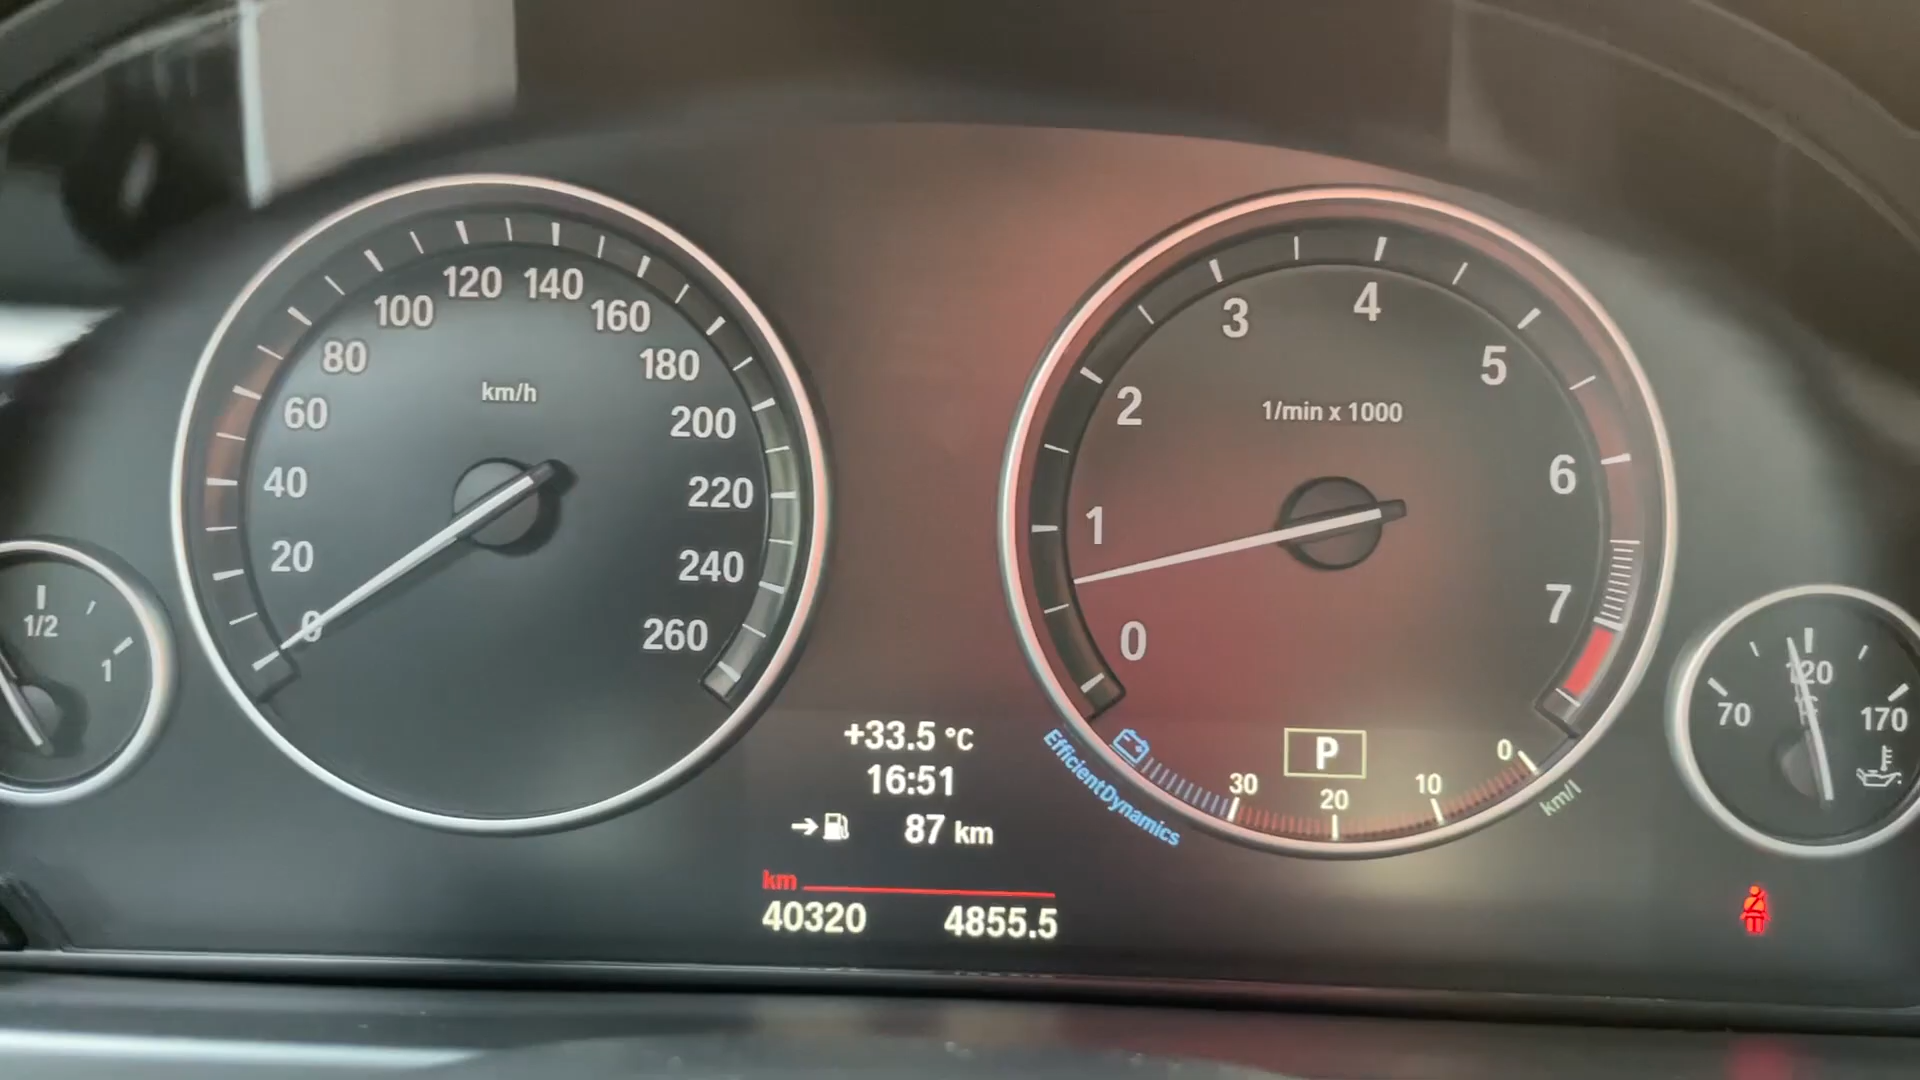 120 140
100 160
80 180
km/h
60 200
40 220
20 240
0 260
3 4
2 5
1/min x 1000
1 6
0 7
1/2
1
+33.5 °C
16:51
87 km
km
40320 4855.5
P
30 20 10 0
km/l
EfficientDynamics
120
70 170
°C